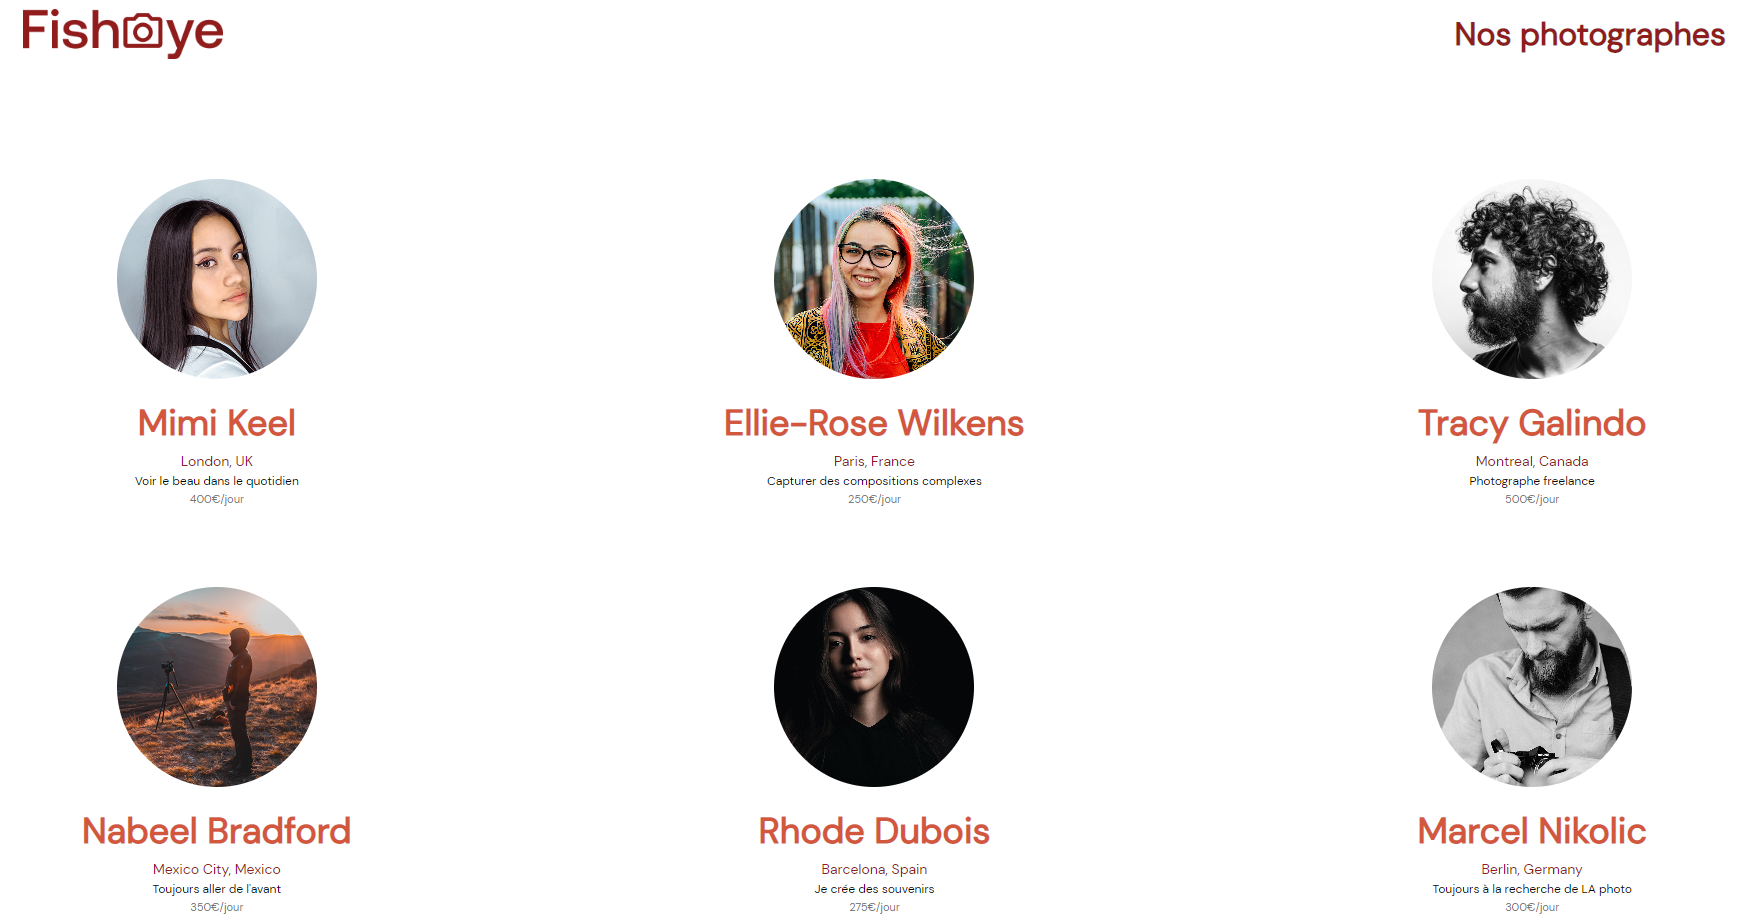 Fisheye
Nos photographes
Mimi Keel
London, UK
Voir le beau dans le quotidien
400€/jour
Ellie-Rose Wilkens
Paris, France
Capturer des compositions complexes
250€/jour
Tracy Galindo
Montreal, Canada
Photographe freelance
500€/jour
Nabeel Bradford
Mexico City, Mexico
Toujours aller de l'avant
350€/jour
Rhode Dubois
Barcelona, Spain
Je crée des souvenirs
275€/jour
Marcel Nikolic
Berlin, Germany
Toujours à la recherche de LA photo
300€/jour